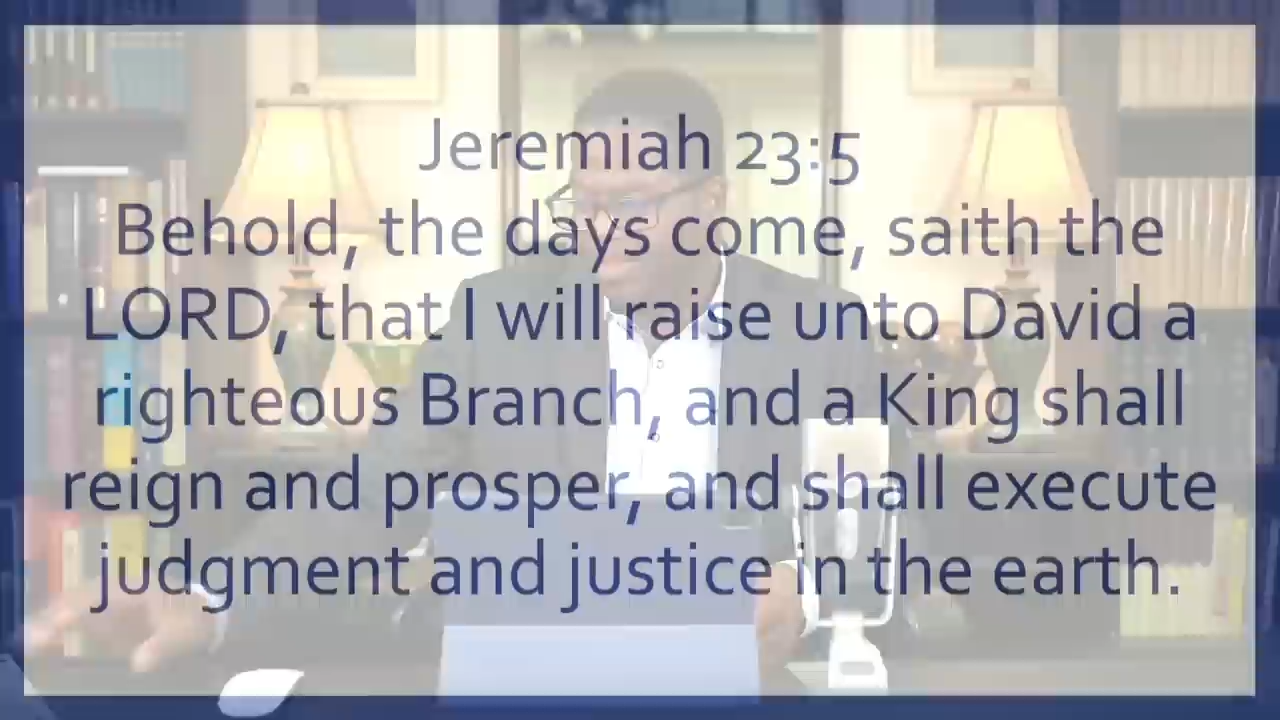 Jeremiah 23:5
Behold, the days come, saith the
LORD, that I will raise unto David a
righteous Branch, and a King shall
reign and prosper, and shall execute
judgment and justice in the earth.